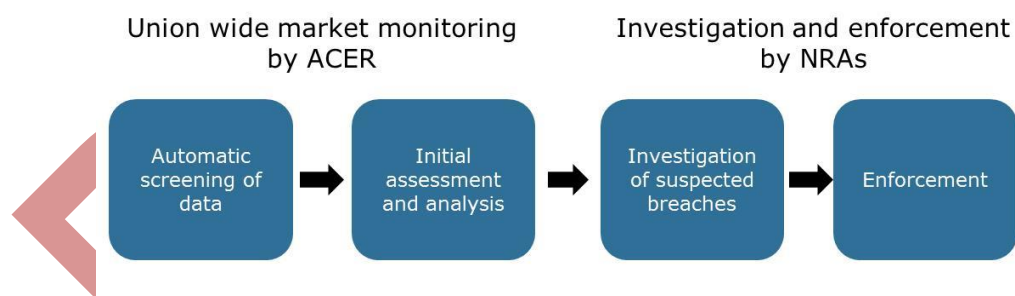 Union wide market monitoring
by ACER
Investigation and enforcement
by NRAs
Automatic
screening of
data
Initial
assessment
and analysis
Investigation
of suspected
breaches
Enforcement